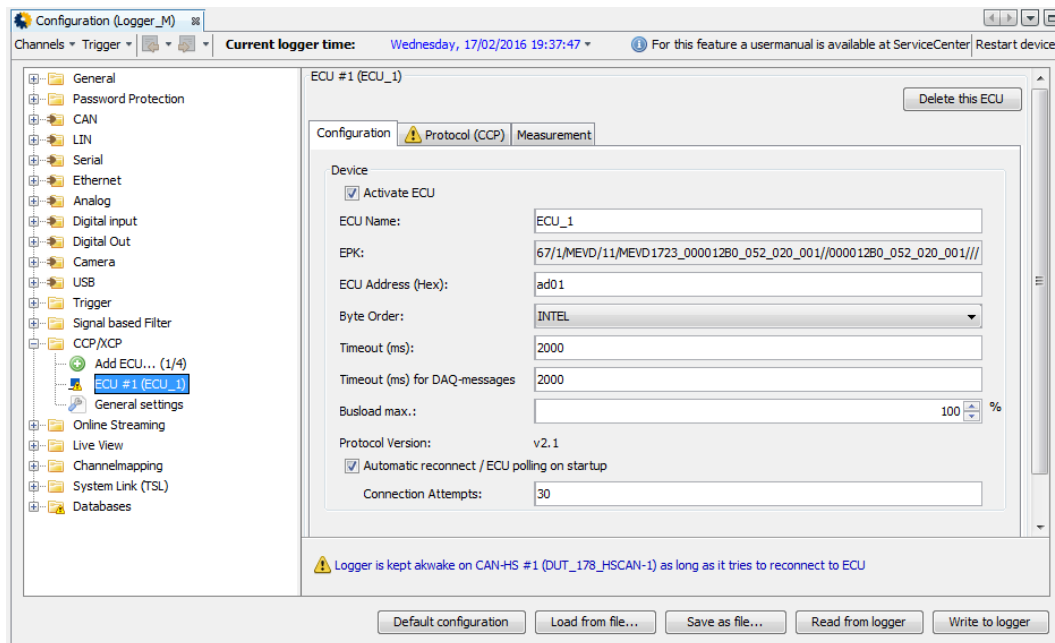 Configuration (Logger_M)
Channels Trigger Current logger time: Wednesday, 17/02/2016 19:37:47 For this feature a usermanual is available at ServiceCenter Restart device
General
Password Protection
CAN
LIN
Serial
Ethernet
Analog
Digital input
Digital Out
Camera
USB
Trigger
Signal based Filter
CCP/XCP
Add ECU... (1/4)
ECU #1 (ECU_1)
General settings
Online Streaming
Live View
Channelmapping
System Link (TSL)
Databases
ECU #1 (ECU_1)
Delete this ECU
Configuration Protocol (CCP) Measurement
Device
Activate ECU
ECU Name: ECU_1
EPK: 67/1/MEVD/11/MEVD1723_000012B0_052_020_001//000012B0_052_020_001///
ECU Address (Hex): ad01
Byte Order: INTEL
Timeout (ms): 2000
Timeout (ms) for DAQ-messages 2000
Busload max.: 100 %
Protocol Version: v2.1
Automatic reconnect / ECU polling on startup
Connection Attempts: 30
Logger is kept akwake on CAN-HS #1 (DUT_178_HSCAN-1) as long as it tries to reconnect to ECU
Default configuration Load from file... Save as file... Read from logger Write to logger